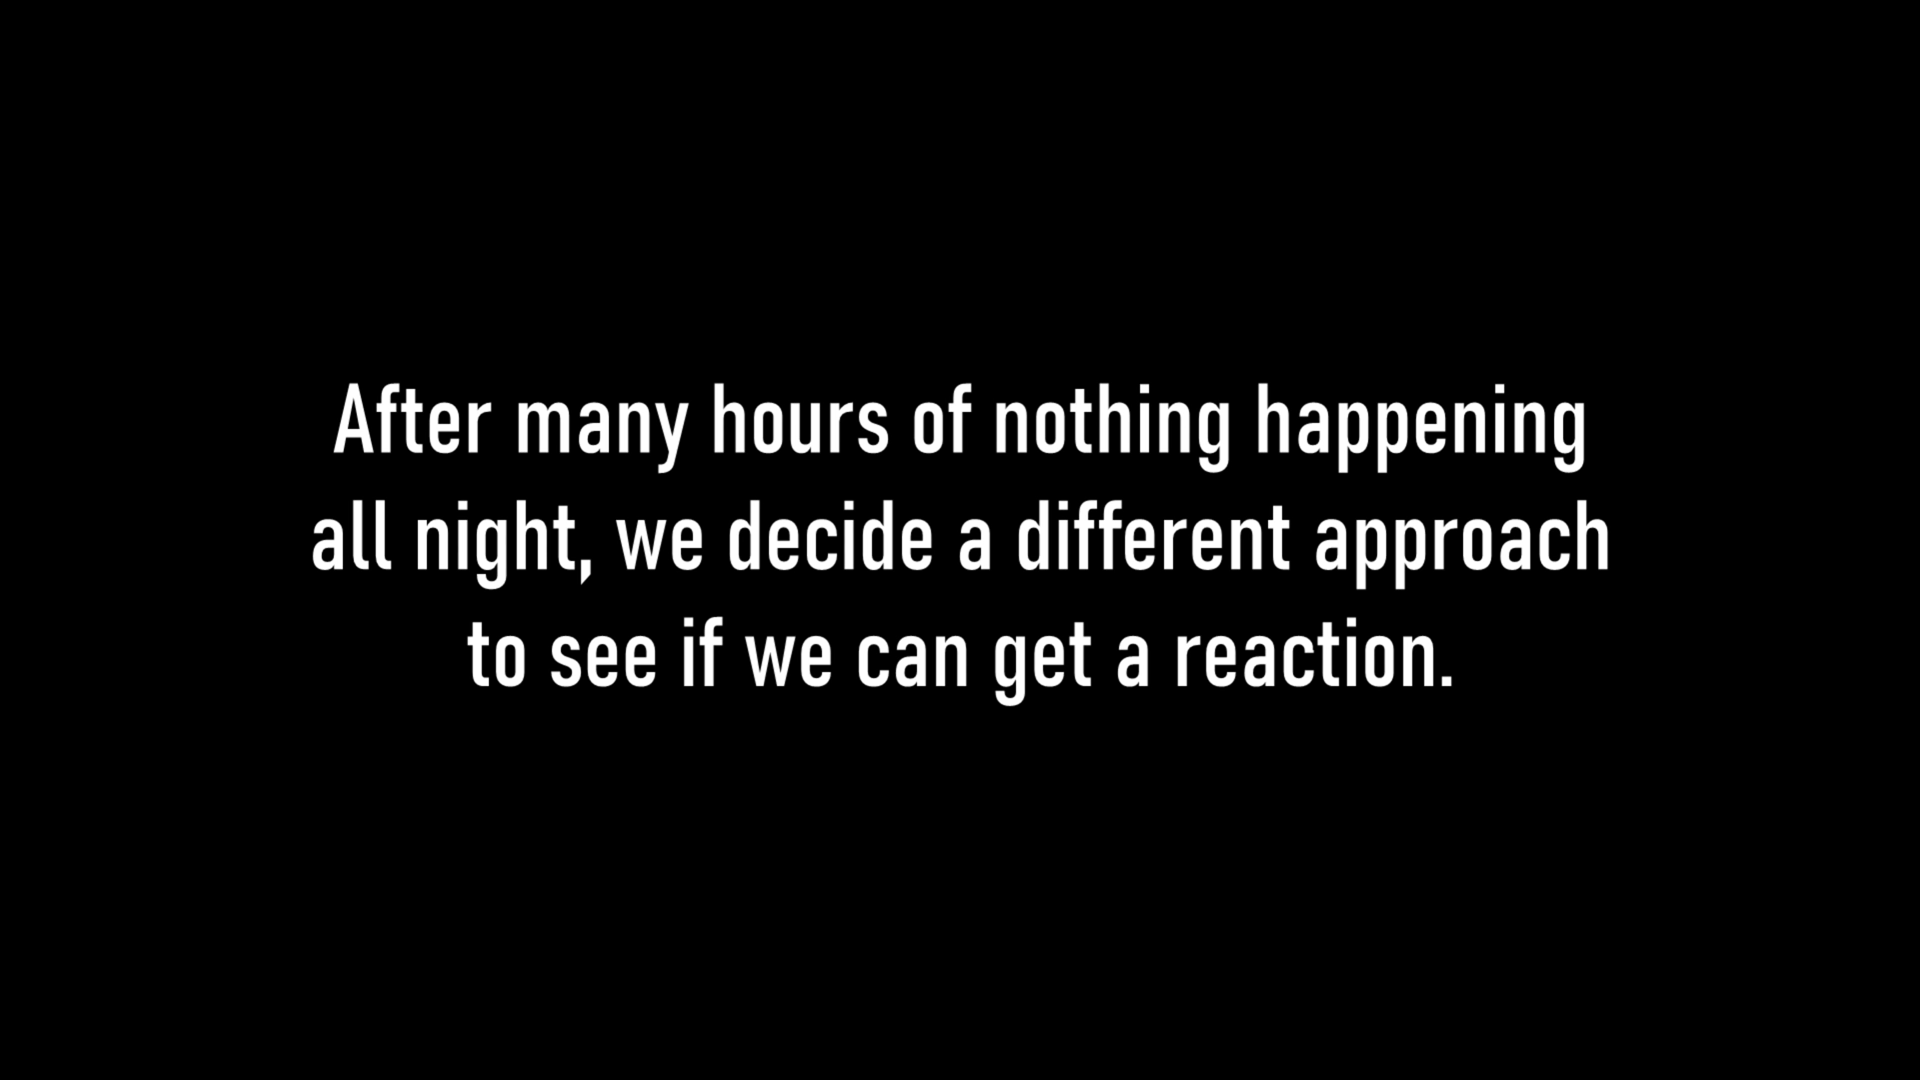 After many hours of nothing happening
all night, we decide a different approach
to see if we can get a reaction.